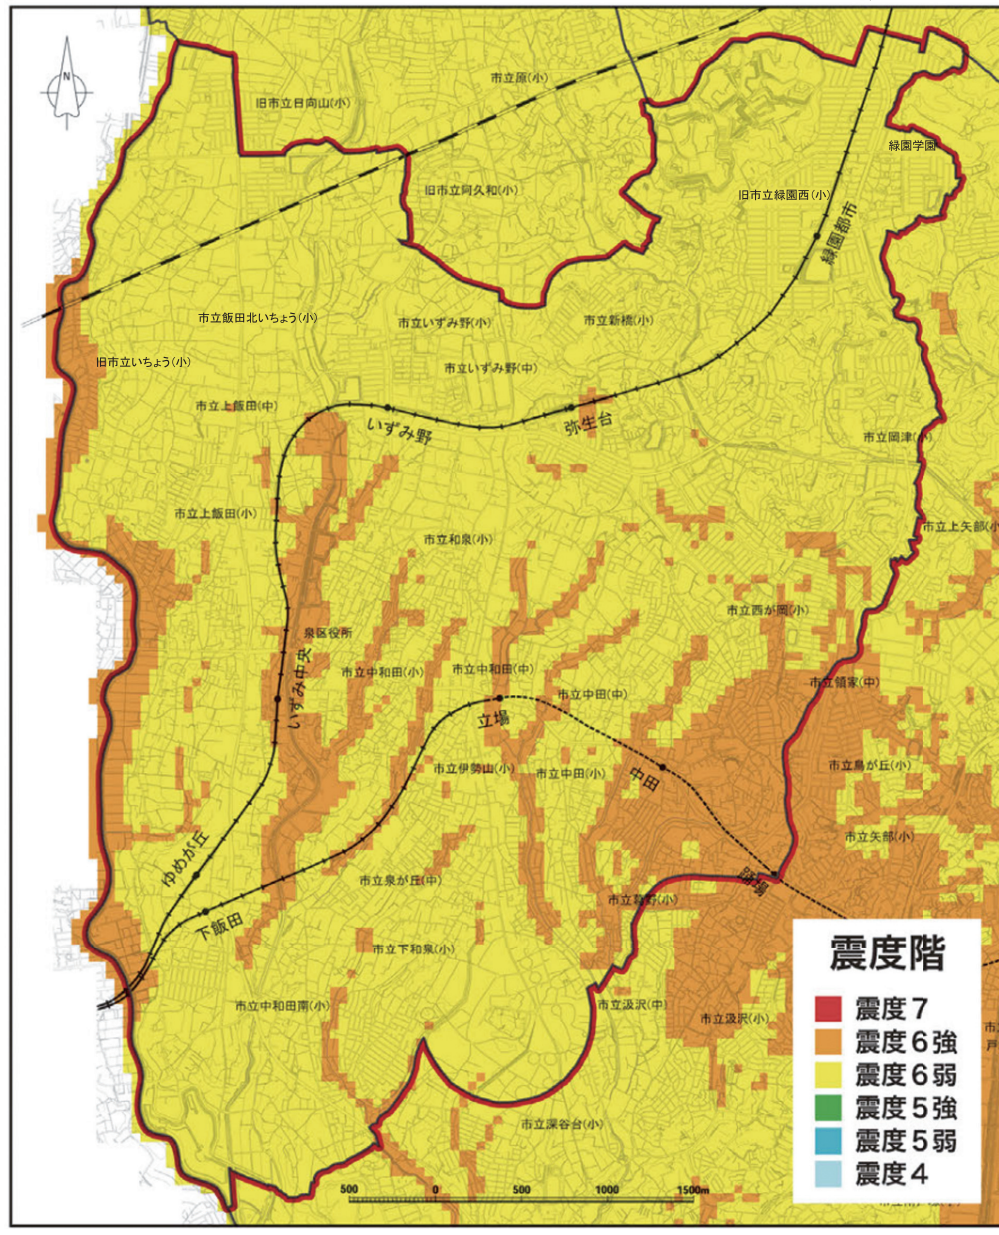 N
市立原(小)
旧市立日向山(小)
緑園学園
旧市立阿久和(小)
旧市立緑園西(小)
緑園都市
市立飯田北いちょう(小)
市立いずみ野(小)
市立新橋(小)
旧市立いちょう(小)
市立いずみ野(中)
市立上飯田(中)
いずみ野
弥生台
市立岡津(小)
市立上飯田(小)
市立上矢部(小
市立和泉(小)
市立西が岡(小)
泉区役所
いずみ中央
市立中和田(小)
市立中和田(中)
市立領家(中)
市立中田(中)
立場
市立伊勢山(小)
市立中田(小)
中田
市立鳥が丘(小)
市立矢部(小)
ゆめが丘
市立泉が丘(中)
踊場
市立葛野(小)
下飯田
市立下和泉(小)
市立中和田南(小)
市立汲沢(中)
市立汲沢(小)
市立深谷台(小)
震度階
震度7
震度6強
震度6弱
震度5強
震度5弱
震度4
500 0 500 1000 1500m